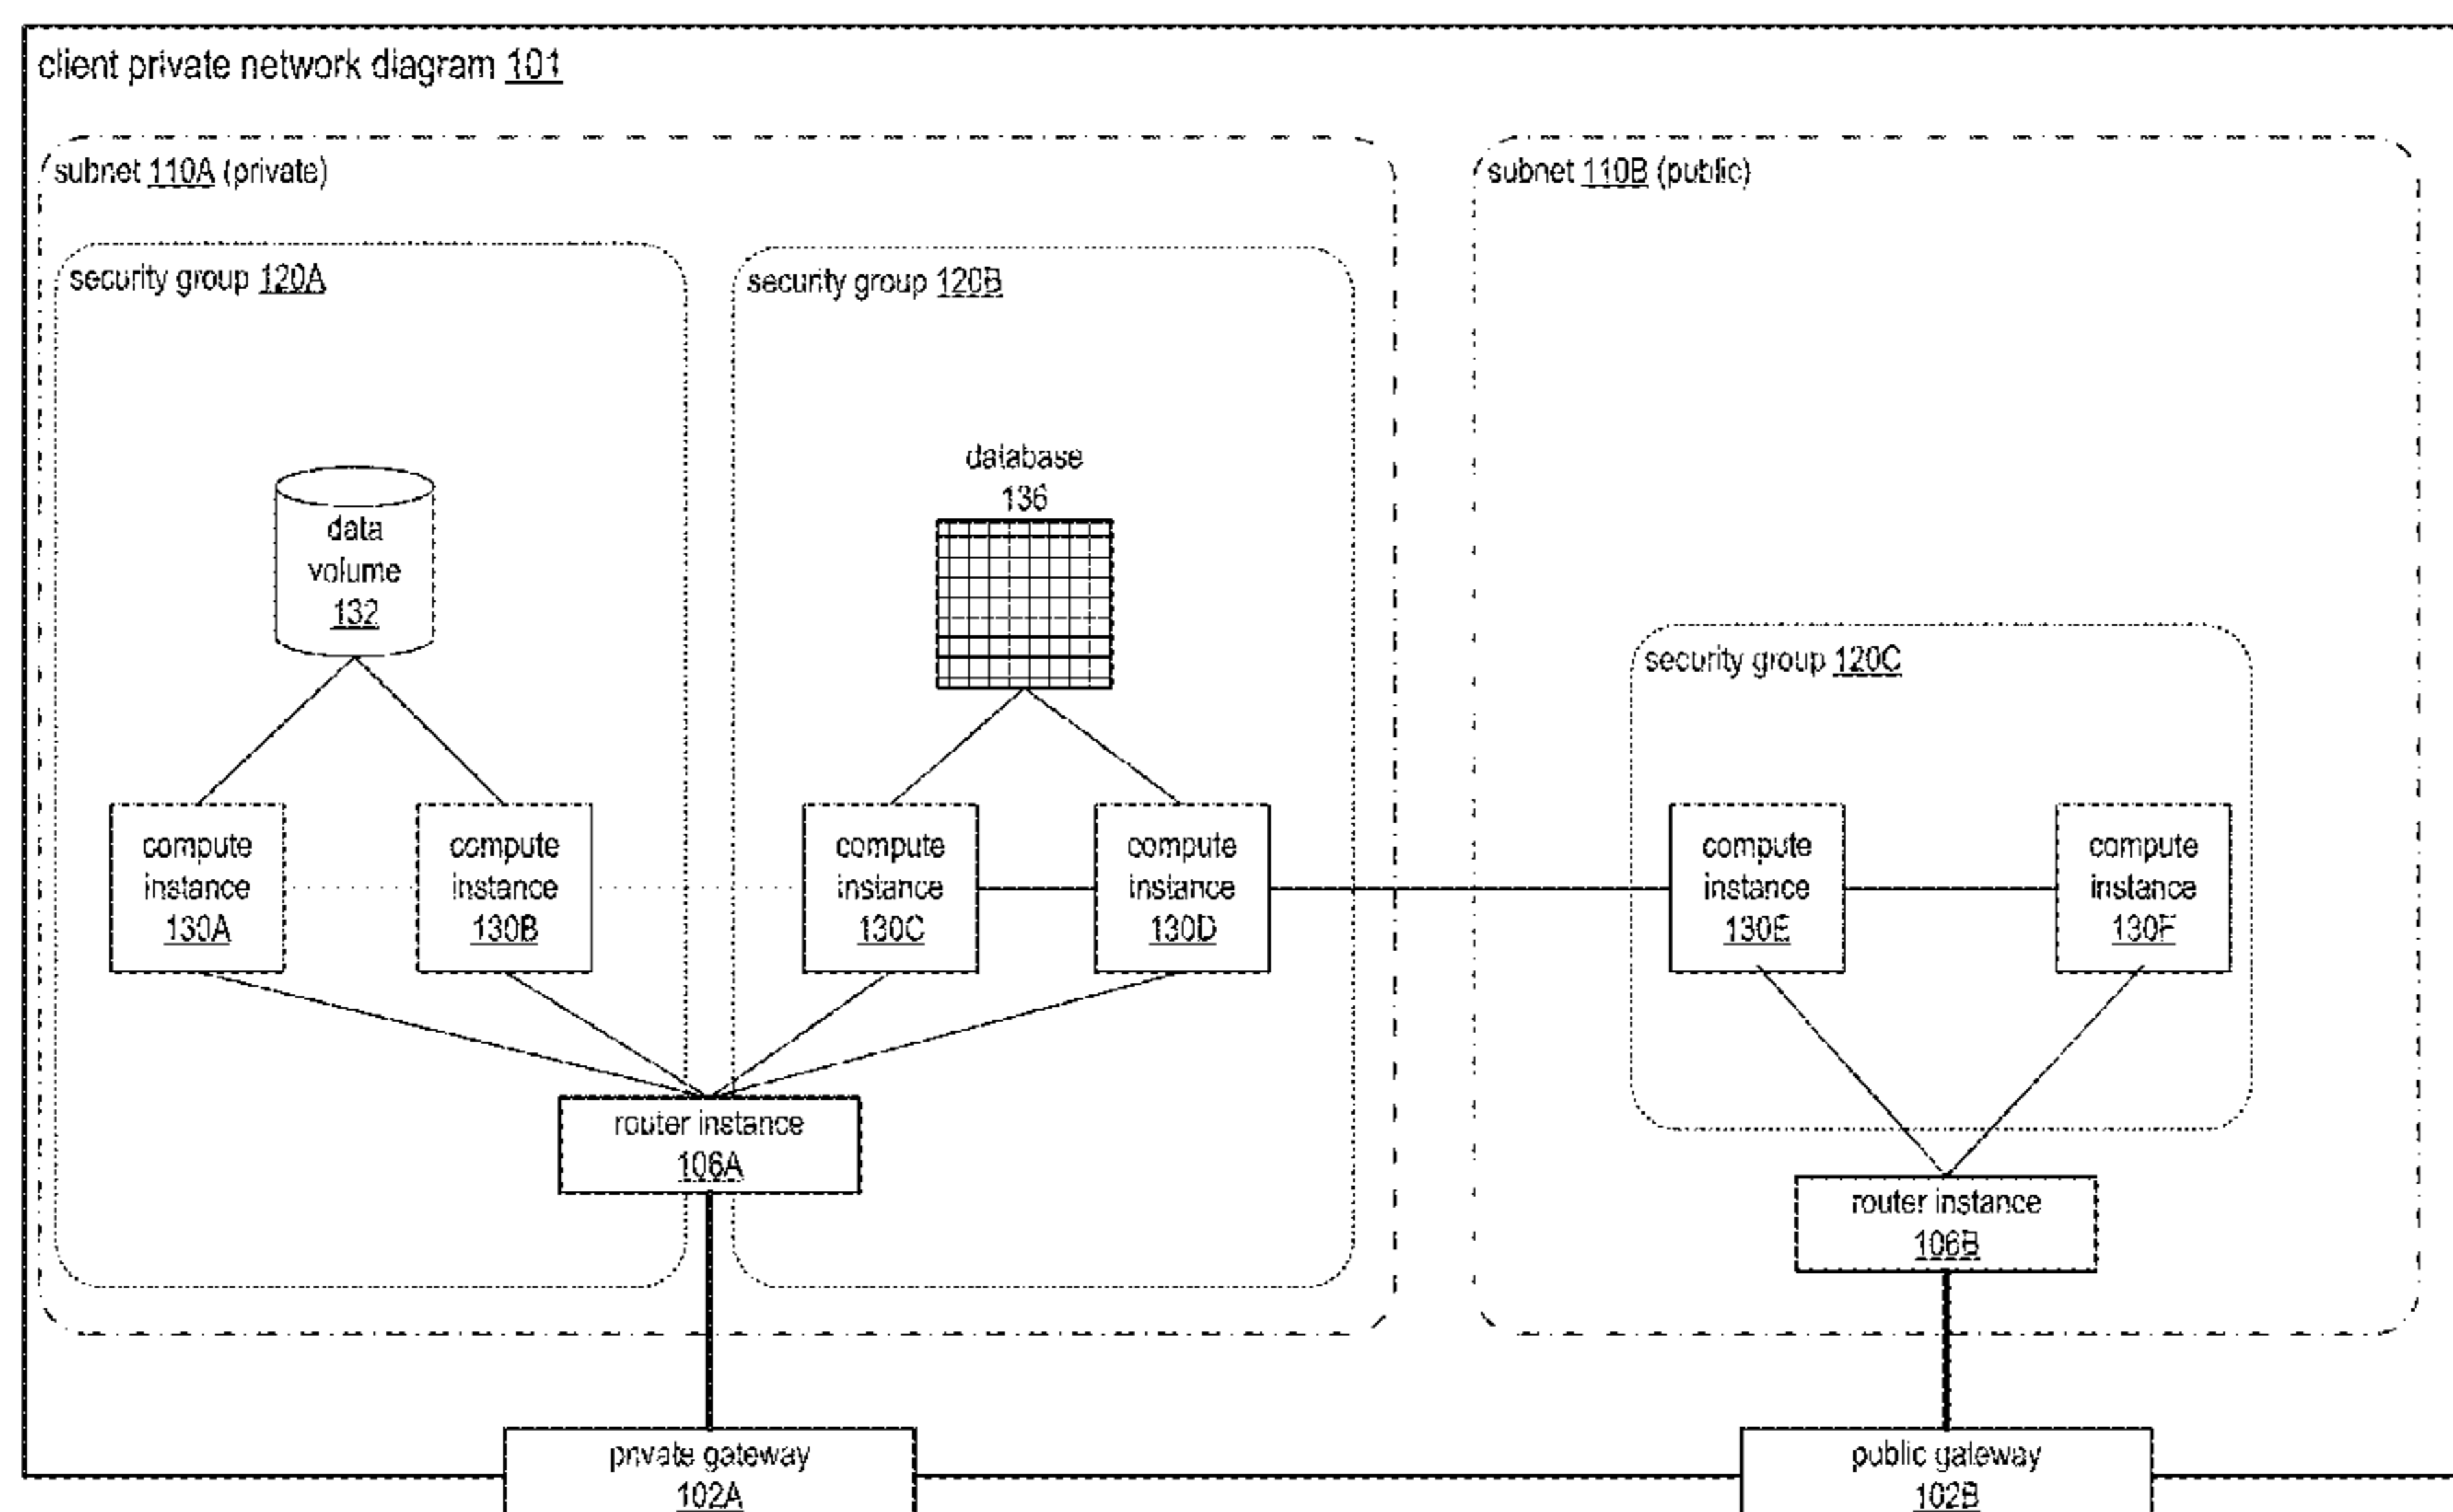 client private network diagram 101
subnet 110A (private)
subnet 110B (public)
security group 120A
security group 120B
database
136
data
volume
132
security group 120C
compute
instance
130A
compute
instance
130B
compute
instance
130C
compute
instance
130D
compute
instance
130E
compute
instance
130F
router instance
106A
router instance
106B
private gateway
102A
public gateway
102B